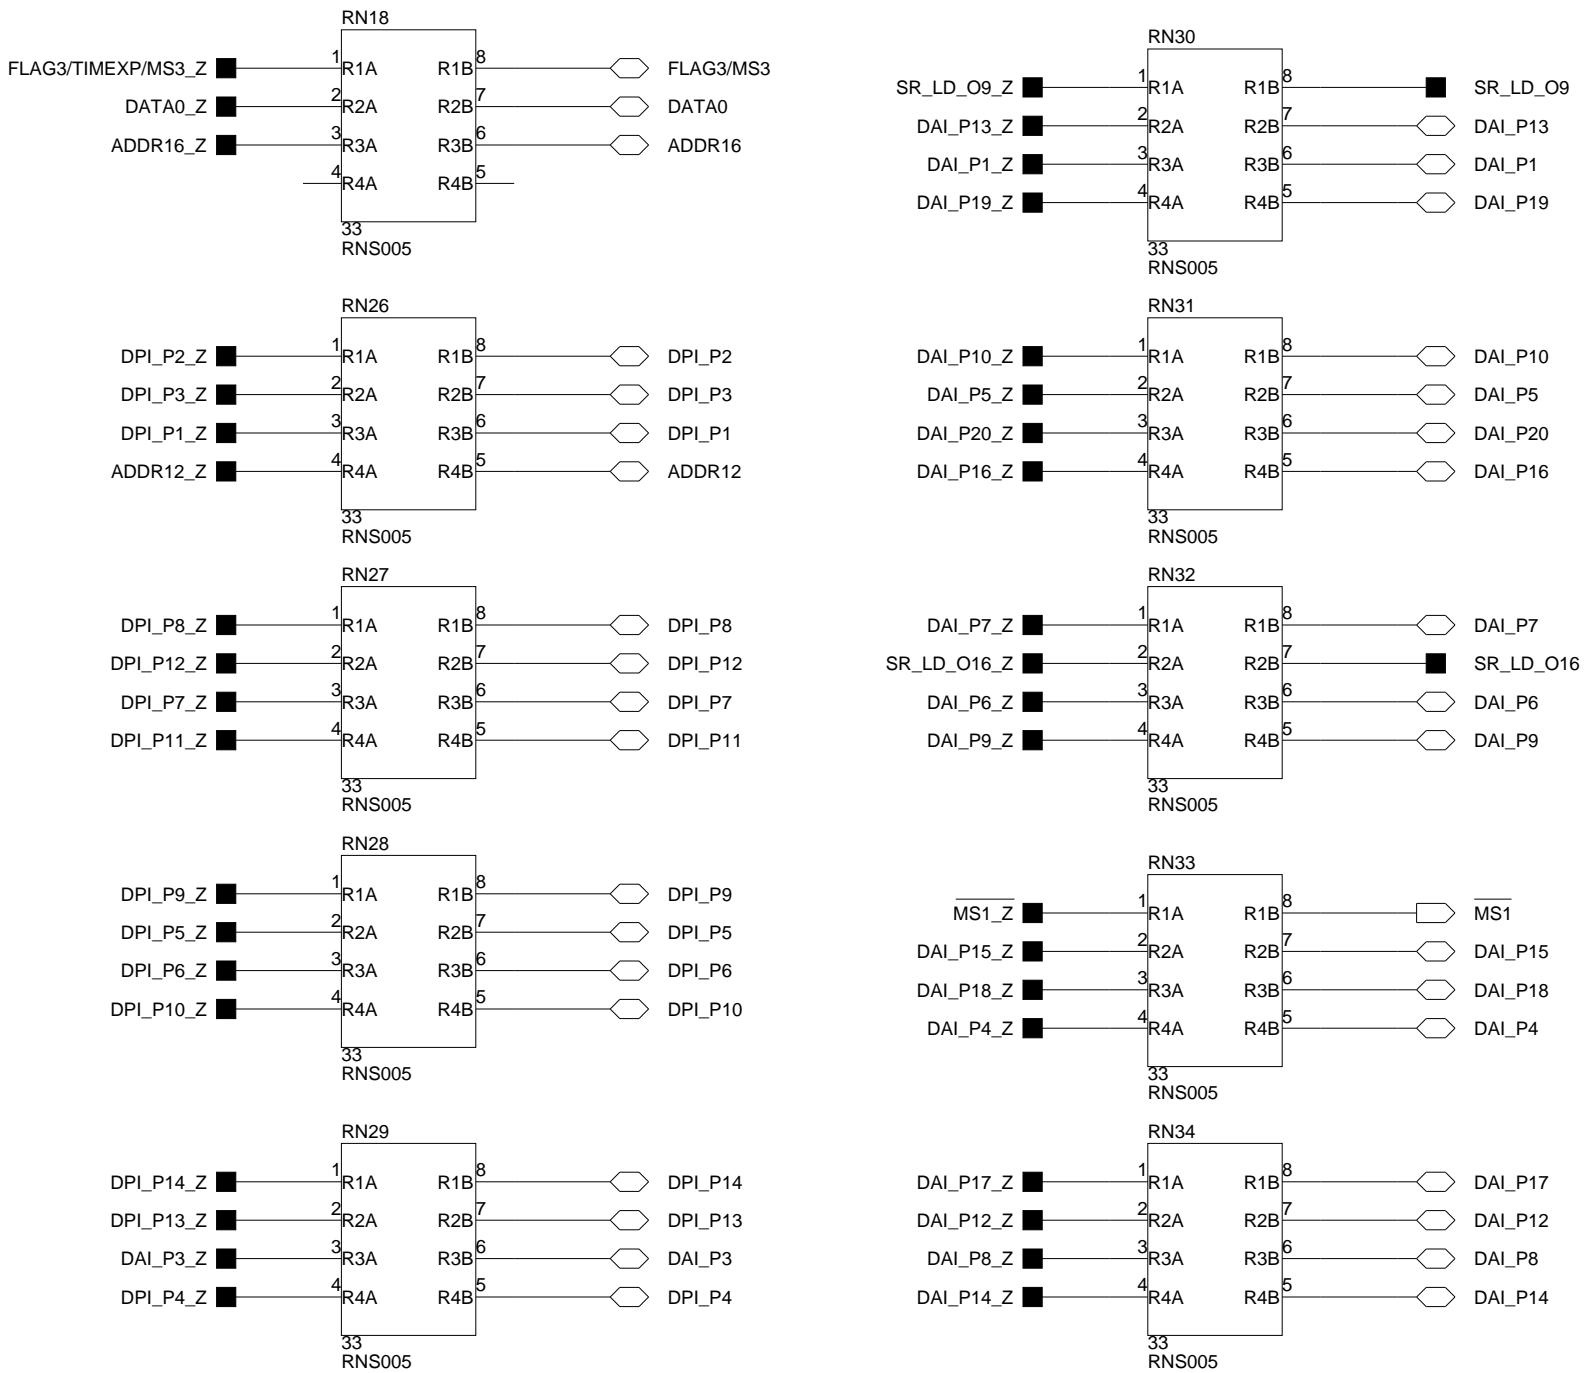 RN18
FLAG3/TIMEXP/MS3_Z 1 R1A R1B 8 FLAG3/MS3
DATA0_Z 2 R2A R2B 7 DATA0
ADDR16_Z 3 R3A R3B 6 ADDR16
4 R4A R4B 5
33
RNS005
RN26
DPI_P2_Z 1 R1A R1B 8 DPI_P2
DPI_P3_Z 2 R2A R2B 7 DPI_P3
DPI_P1_Z 3 R3A R3B 6 DPI_P1
ADDR12_Z 4 R4A R4B 5 ADDR12
33
RNS005
RN27
DPI_P8_Z 1 R1A R1B 8 DPI_P8
DPI_P12_Z 2 R2A R2B 7 DPI_P12
DPI_P7_Z 3 R3A R3B 6 DPI_P7
DPI_P11_Z 4 R4A R4B 5 DPI_P11
33
RNS005
RN28
DPI_P9_Z 1 R1A R1B 8 DPI_P9
DPI_P5_Z 2 R2A R2B 7 DPI_P5
DPI_P6_Z 3 R3A R3B 6 DPI_P6
DPI_P10_Z 4 R4A R4B 5 DPI_P10
33
RNS005
RN29
DPI_P14_Z 1 R1A R1B 8 DPI_P14
DPI_P13_Z 2 R2A R2B 7 DPI_P13
DAI_P3_Z 3 R3A R3B 6 DAI_P3
DPI_P4_Z 4 R4A R4B 5 DPI_P4
33
RNS005
RN30
SR_LD_O9_Z 1 R1A R1B 8 SR_LD_O9
DAI_P13_Z 2 R2A R2B 7 DAI_P13
DAI_P1_Z 3 R3A R3B 6 DAI_P1
DAI_P19_Z 4 R4A R4B 5 DAI_P19
33
RNS005
RN31
DAI_P10_Z 1 R1A R1B 8 DAI_P10
DAI_P5_Z 2 R2A R2B 7 DAI_P5
DAI_P20_Z 3 R3A R3B 6 DAI_P20
DAI_P16_Z 4 R4A R4B 5 DAI_P16
33
RNS005
RN32
DAI_P7_Z 1 R1A R1B 8 DAI_P7
SR_LD_O16_Z 2 R2A R2B 7 SR_LD_O16
DAI_P6_Z 3 R3A R3B 6 DAI_P6
DAI_P9_Z 4 R4A R4B 5 DAI_P9
33
RNS005
RN33
MS1_Z 1 R1A R1B 8 MS1
DAI_P15_Z 2 R2A R2B 7 DAI_P15
DAI_P18_Z 3 R3A R3B 6 DAI_P18
DAI_P4_Z 4 R4A R4B 5 DAI_P4
33
RNS005
RN34
DAI_P17_Z 1 R1A R1B 8 DAI_P17
DAI_P12_Z 2 R2A R2B 7 DAI_P12
DAI_P8_Z 3 R3A R3B 6 DAI_P8
DAI_P14_Z 4 R4A R4B 5 DAI_P14
33
RNS005